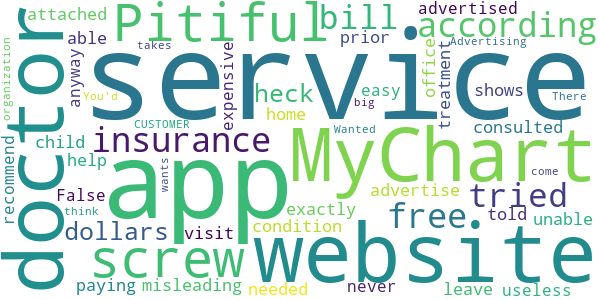 attached
Pitiful
bill
advertised
according
able
prior
takes
Advertising
organization
anyway
expensive
office
treatment
service
You'd
heck
easy
shows
There
doctor
home
big
CUSTOMER
Wanted
consulted
insurance
MyChart
child
recommend
help
app
wants
tried
False
advertise
come
think
exactly
free
told
unable
dollars
visit
condition
website
screw
paying
misleading
needed
never
leave
useless